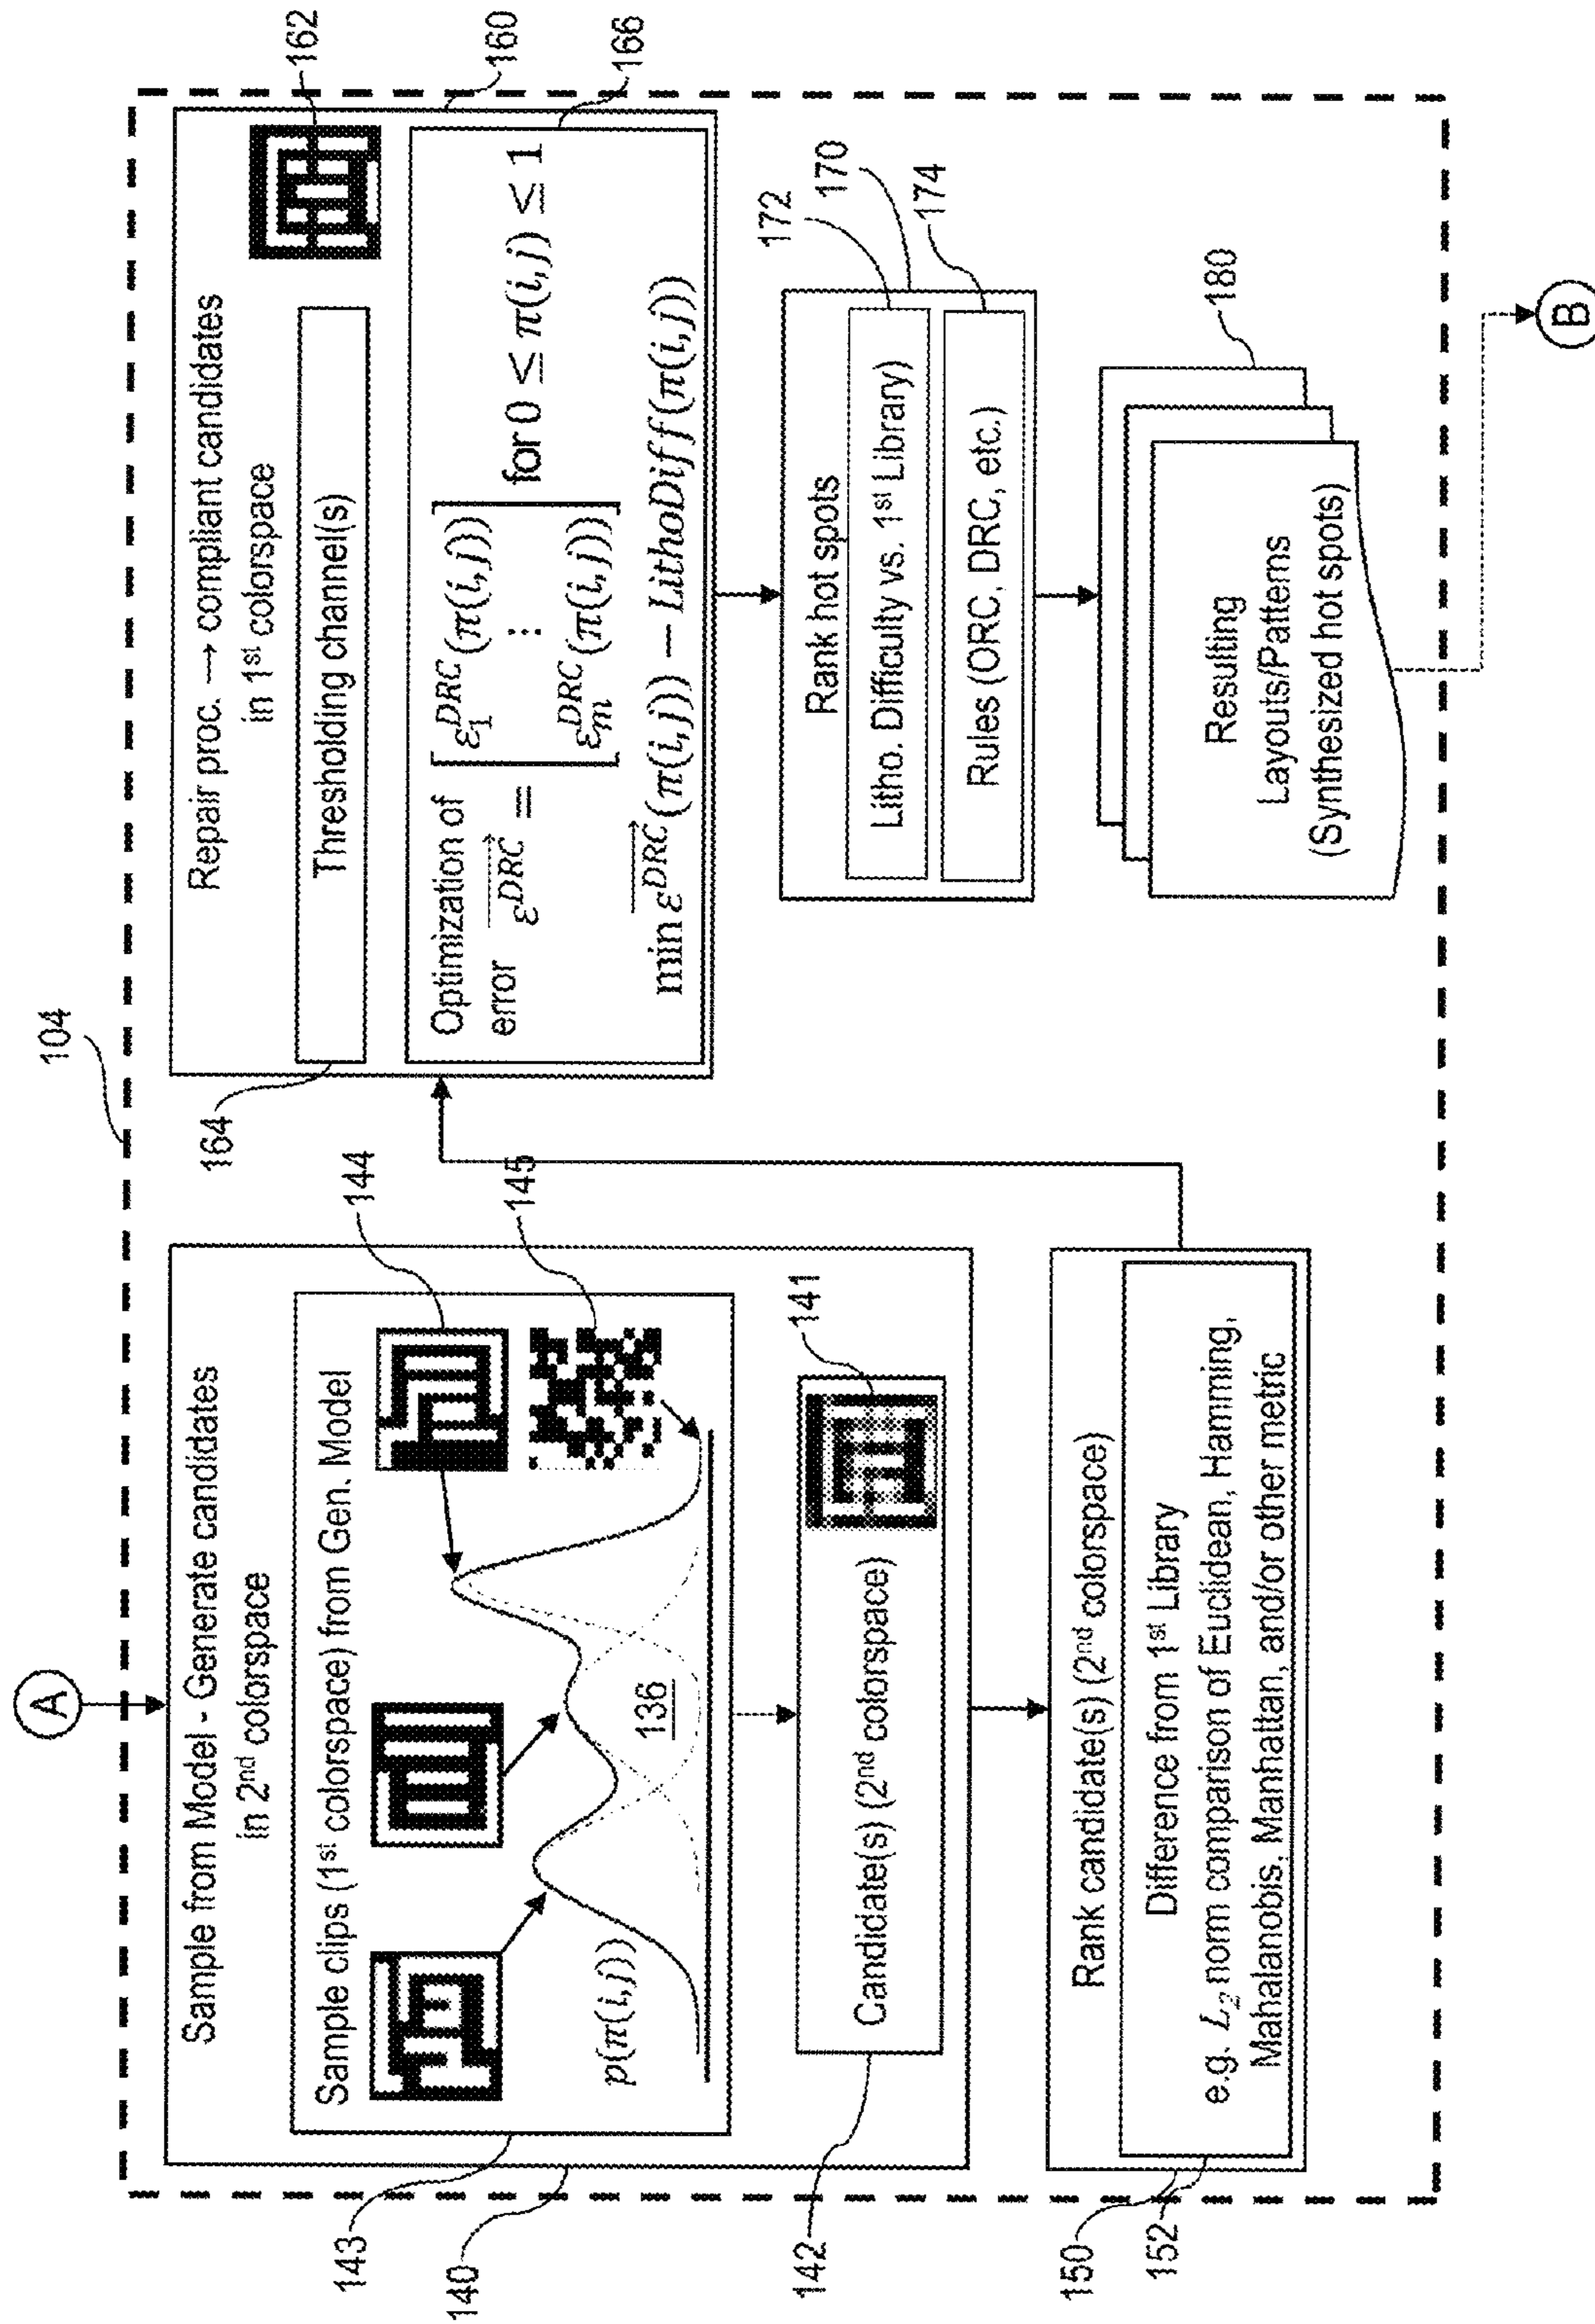 104
A
Sample from Model - Generate candidates
in 2nd colorspace
Sample clips (1st colorspace) from Gen. Model
p(π(i,j))
136
144
145
143
140
Candidate(s) (2nd colorspace)
141
142
Rank candidate(s) (2nd colorspace)
Difference from 1st Library
e.g. L2 norm comparison of Euclidean, Hamming,
Mahalanobis, Manhattan, and/or other metric
150
152
Repair proc. → compliant candidates
in 1st colorspace
162
160
Thresholding channel(s)
164
166
Optimization of
error εDRC = [ε1DRC(π(i,j))
⋮
εmDRC(π(i,j))] for 0 ≤ π(i,j) ≤ 1
min εDRC(π(i,j)) − LithoDiff(π(i,j))
Rank hot spots
172
170
Litho. Difficulty vs. 1st Library)
174
Rules (ORC, DRC, etc.)
Resulting
Layouts/Patterns
(Synthesized hot spots)
180
B